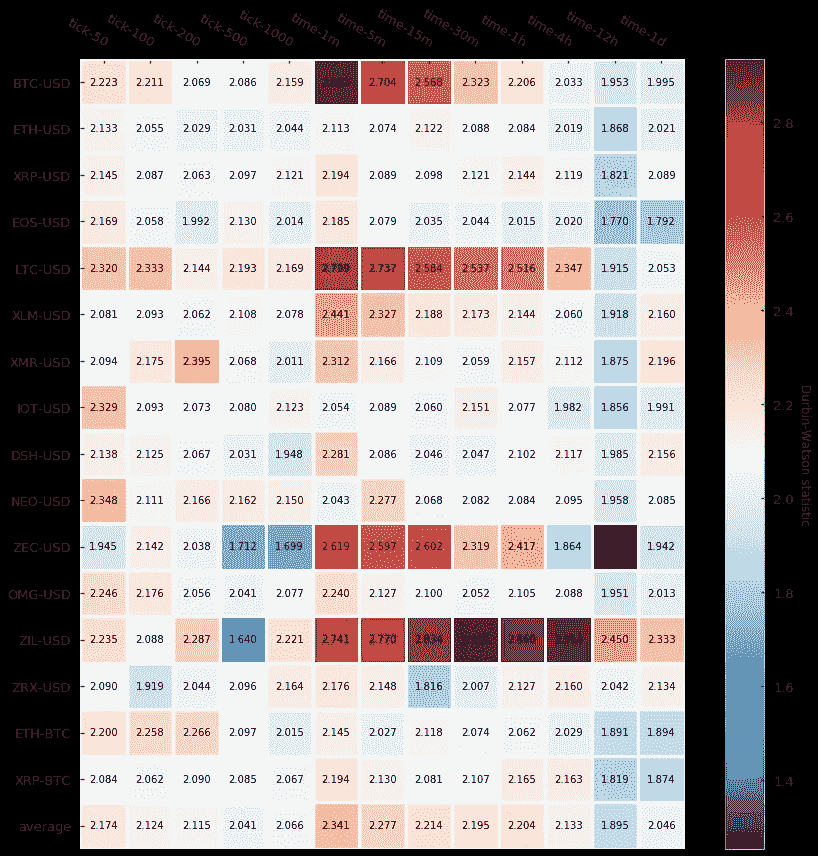 tick-50 tick-100 tick-200 tick-500 tick-1000 time-1m time-5m time-15m time-30m time-1h time-4h time-12h time-1d
BTC-USD 2.223 2.211 2.069 2.086 2.159 2.704 2.568 2.323 2.206 2.033 1.953 1.995
ETH-USD 2.133 2.055 2.029 2.031 2.044 2.113 2.074 2.122 2.088 2.084 2.019 1.868 2.021
XRP-USD 2.145 2.087 2.063 2.097 2.121 2.194 2.089 2.098 2.121 2.144 2.119 1.821 2.089
EOS-USD 2.169 2.058 1.992 2.130 2.014 2.185 2.079 2.035 2.044 2.015 2.020 1.770 1.792
LTC-USD 2.320 2.333 2.144 2.193 2.169 2.737 2.584 2.537 2.516 2.347 1.915 2.053
XLM-USD 2.081 2.093 2.062 2.108 2.078 2.441 2.327 2.188 2.173 2.144 2.060 1.918 2.160
XMR-USD 2.094 2.175 2.395 2.068 2.011 2.312 2.166 2.109 2.059 2.157 2.112 1.875 2.196
IOT-USD 2.329 2.093 2.073 2.080 2.123 2.054 2.089 2.060 2.151 2.077 1.982 1.856 1.991
DSH-USD 2.138 2.125 2.067 2.031 1.948 2.281 2.086 2.046 2.047 2.102 2.117 1.985 2.156
NEO-USD 2.348 2.111 2.166 2.162 2.150 2.043 2.277 2.068 2.082 2.084 2.095 1.958 2.085
ZEC-USD 1.945 2.142 2.038 1.712 1.699 2.619 2.597 2.602 2.319 2.417 1.864 1.942
OMG-USD 2.246 2.176 2.056 2.041 2.077 2.240 2.127 2.100 2.052 2.105 2.088 1.951 2.013
ZIL-USD 2.235 2.088 2.287 1.640 2.221 2.741 2.770 2.834 2.450 2.333
ZRX-USD 2.090 1.919 2.044 2.096 2.164 2.176 2.148 1.816 2.007 2.127 2.160 2.042 2.134
ETH-BTC 2.200 2.258 2.266 2.097 2.015 2.145 2.027 2.118 2.074 2.062 2.029 1.891 1.894
XRP-BTC 2.084 2.062 2.090 2.085 2.067 2.194 2.130 2.081 2.107 2.165 2.163 1.819 1.874
average 2.174 2.124 2.115 2.041 2.066 2.341 2.277 2.214 2.195 2.204 2.133 1.895 2.046
2.8
2.6
2.4
2.2
2.0
1.8
1.6
1.4
Durbin-Watson statistic